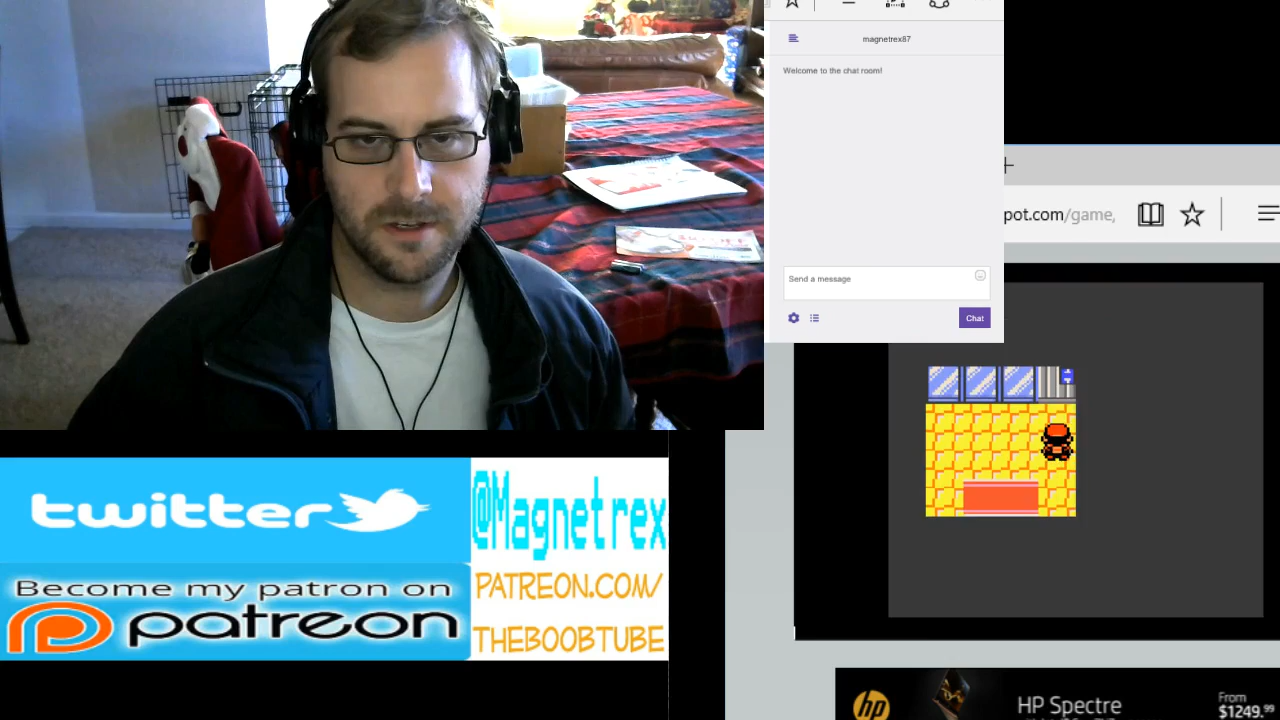 magnetrex87
Welcome to the chat room!
Send a message
Chat
pot.com/game,
twitter
@Magnetrex
Become my patron on
patreon
PATREON.COM/
THEBOOBTUBE
hp
HP Spectre
From
$1249.99